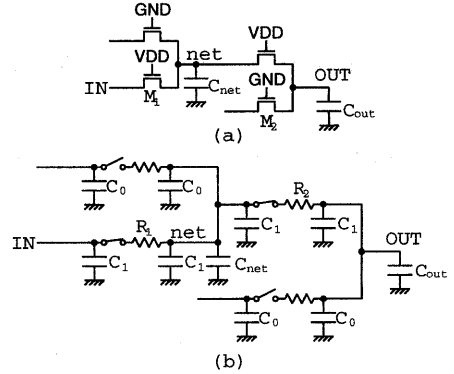 GND
VDD
VDD
net
IN
M1
Cnet
GND
M2
OUT
Cout
(a)
C0
C0
IN
R1
net
C1
C1
Cnet
R2
C1
C1
OUT
Cout
C0
C0
(b)